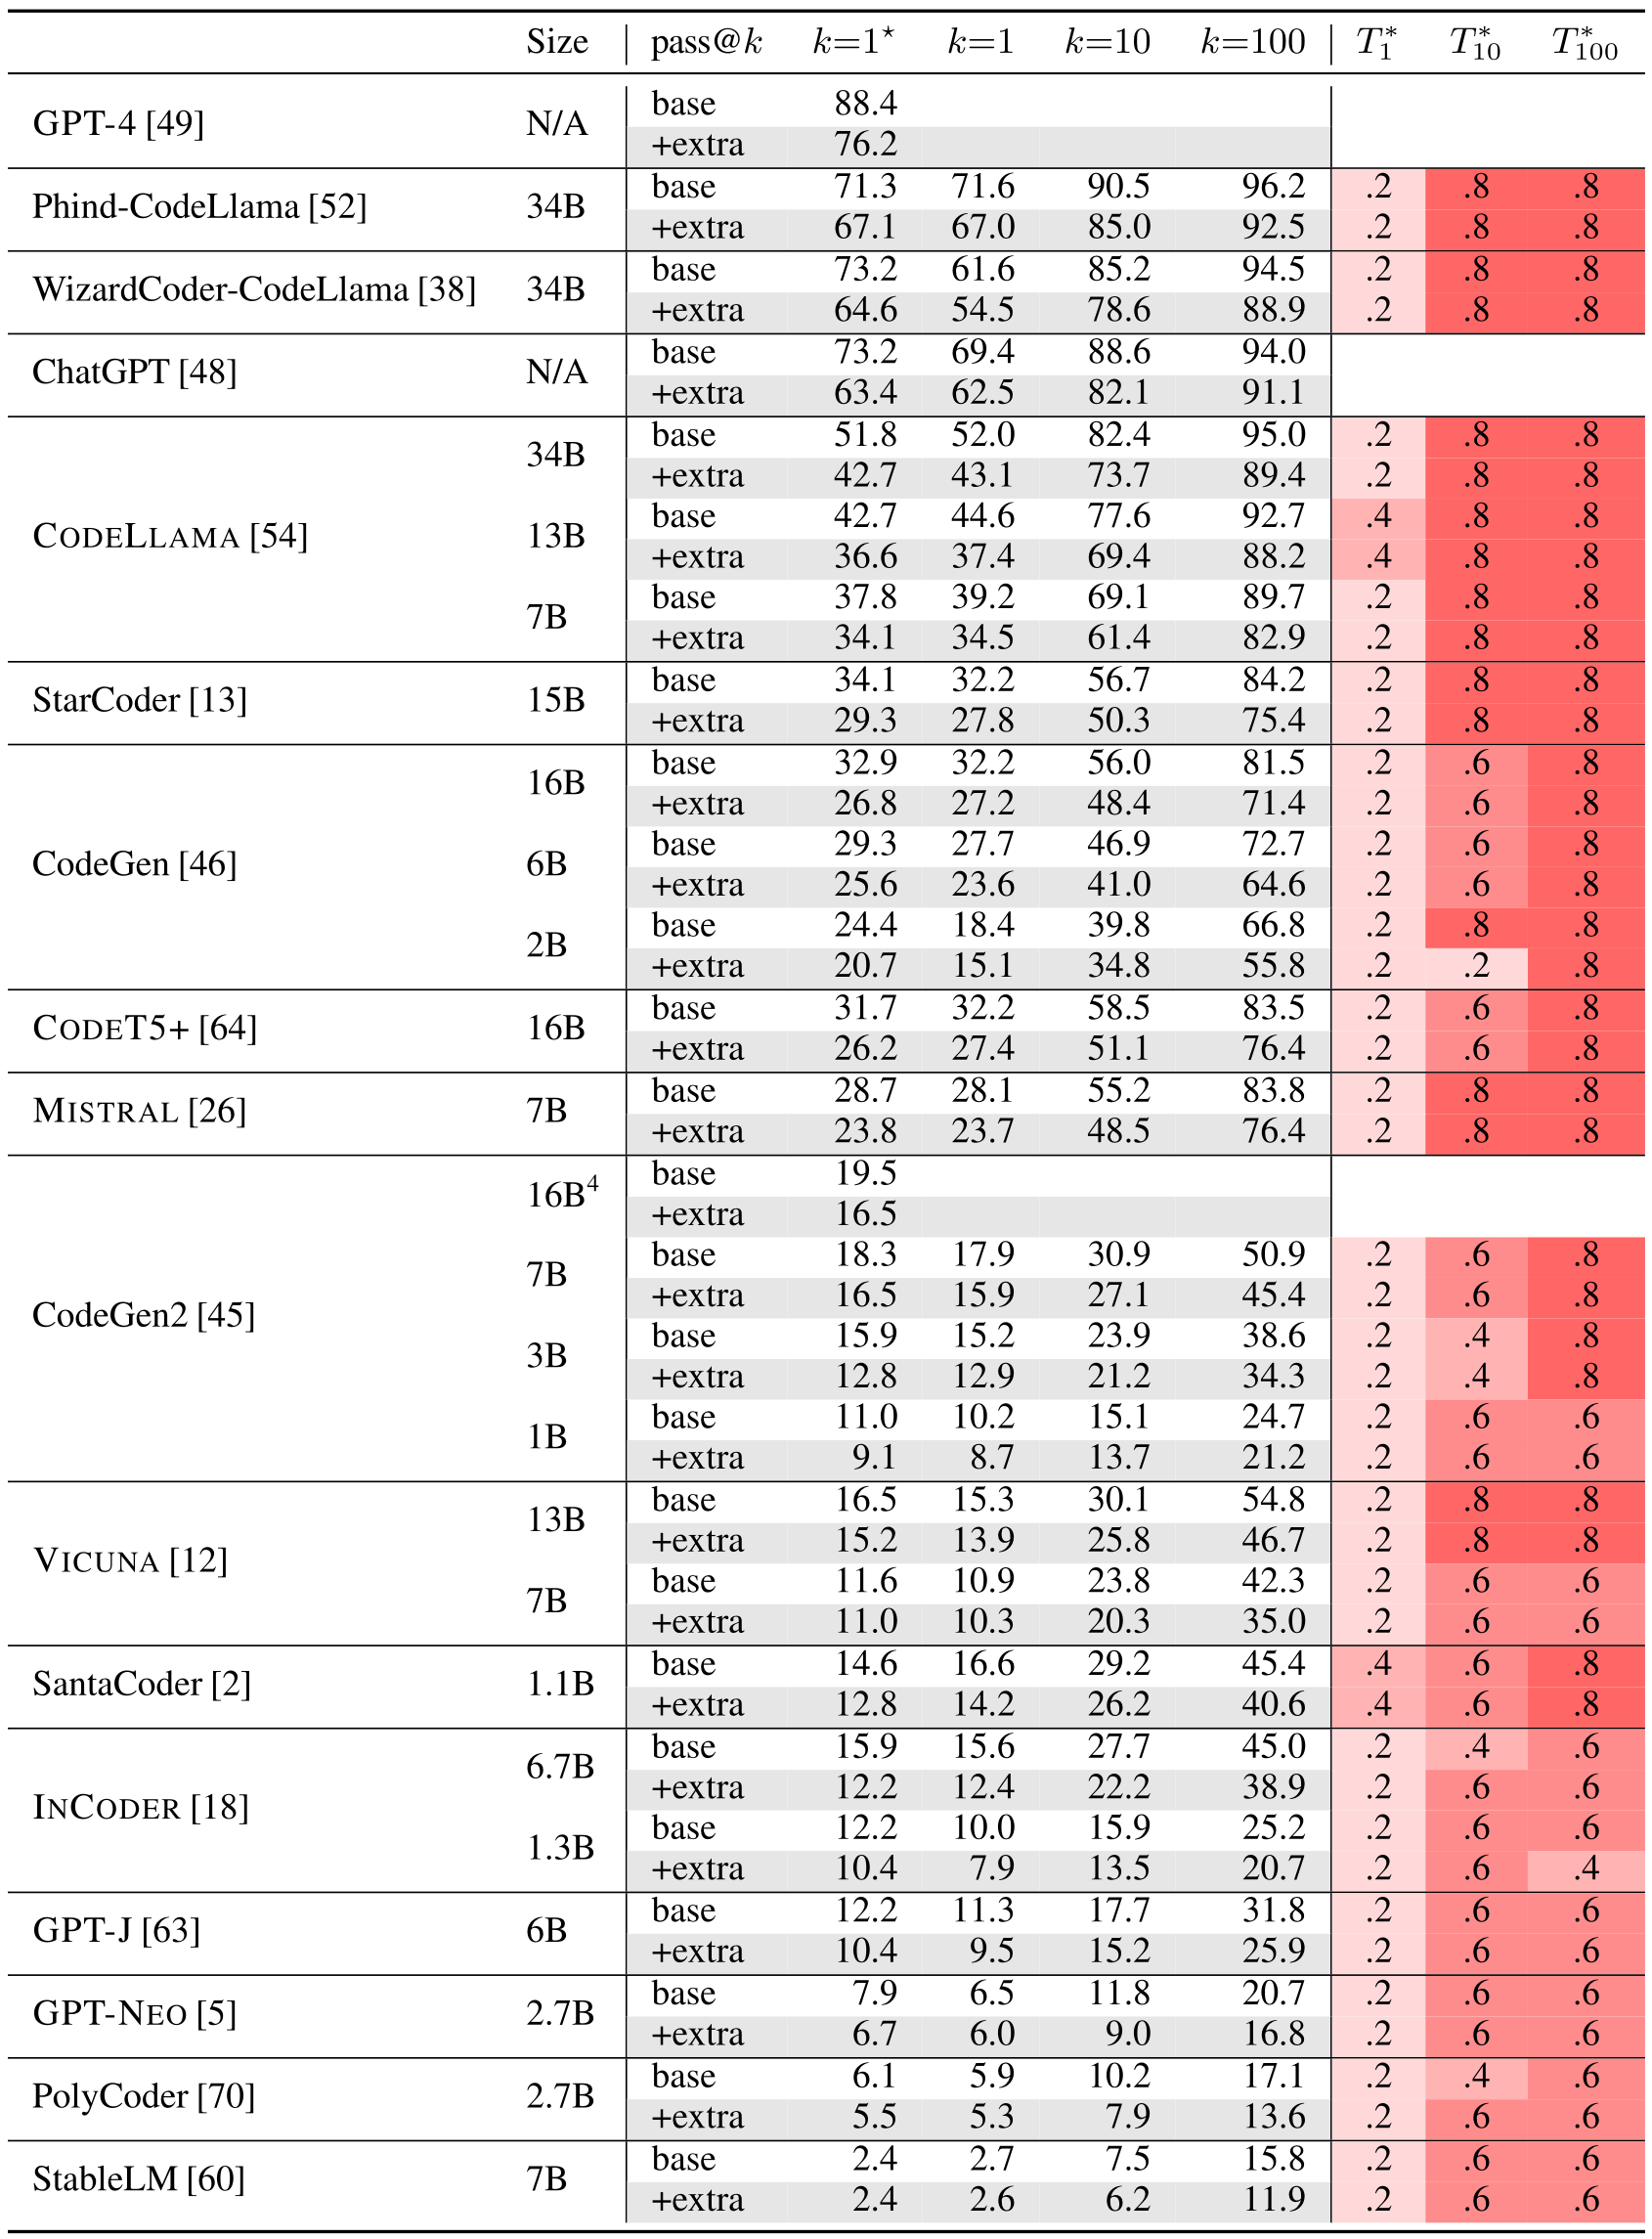 Size pass@k k=1⋆ k=1 k=10 k=100 T*1 T*10 T*100
GPT-4 [49] N/A base 88.4
+extra 76.2
Phind-CodeLlama [52] 34B base 71.3 71.6 90.5 96.2 .2 .8 .8
+extra 67.1 67.0 85.0 92.5 .2 .8 .8
WizardCoder-CodeLlama [38] 34B base 73.2 61.6 85.2 94.5 .2 .8 .8
+extra 64.6 54.5 78.6 88.9 .2 .8 .8
ChatGPT [48] N/A base 73.2 69.4 88.6 94.0
+extra 63.4 62.5 82.1 91.1
CODELLAMA [54] 34B base 51.8 52.0 82.4 95.0 .2 .8 .8
+extra 42.7 43.1 73.7 89.4 .2 .8 .8
13B base 42.7 44.6 77.6 92.7 .4 .8 .8
+extra 36.6 37.4 69.4 88.2 .4 .8 .8
7B base 37.8 39.2 69.1 89.7 .2 .8 .8
+extra 34.1 34.5 61.4 82.9 .2 .8 .8
StarCoder [13] 15B base 34.1 32.2 56.7 84.2 .2 .8 .8
+extra 29.3 27.8 50.3 75.4 .2 .8 .8
CodeGen [46] 16B base 32.9 32.2 56.0 81.5 .2 .6 .8
+extra 26.8 27.2 48.4 71.4 .2 .6 .8
6B base 29.3 27.7 46.9 72.7 .2 .6 .8
+extra 25.6 23.6 41.0 64.6 .2 .6 .8
2B base 24.4 18.4 39.8 66.8 .2 .8 .8
+extra 20.7 15.1 34.8 55.8 .2 .2 .8
CODET5+ [64] 16B base 31.7 32.2 58.5 83.5 .2 .6 .8
+extra 26.2 27.4 51.1 76.4 .2 .6 .8
MISTRAL [26] 7B base 28.7 28.1 55.2 83.8 .2 .8 .8
+extra 23.8 23.7 48.5 76.4 .2 .8 .8
CodeGen2 [45] 16B4 base 19.5
+extra 16.5
7B base 18.3 17.9 30.9 50.9 .2 .6 .8
+extra 16.5 15.9 27.1 45.4 .2 .6 .8
3B base 15.9 15.2 23.9 38.6 .2 .4 .8
+extra 12.8 12.9 21.2 34.3 .2 .4 .8
1B base 11.0 10.2 15.1 24.7 .2 .6 .6
+extra 9.1 8.7 13.7 21.2 .2 .6 .6
VICUNA [12] 13B base 16.5 15.3 30.1 54.8 .2 .8 .8
+extra 15.2 13.9 25.8 46.7 .2 .8 .8
7B base 11.6 10.9 23.8 42.3 .2 .6 .6
+extra 11.0 10.3 20.3 35.0 .2 .6 .6
SantaCoder [2] 1.1B base 14.6 16.6 29.2 45.4 .4 .6 .8
+extra 12.8 14.2 26.2 40.6 .4 .6 .8
INCODER [18] 6.7B base 15.9 15.6 27.7 45.0 .2 .4 .6
+extra 12.2 12.4 22.2 38.9 .2 .6 .6
1.3B base 12.2 10.0 15.9 25.2 .2 .6 .6
+extra 10.4 7.9 13.5 20.7 .2 .6 .4
GPT-J [63] 6B base 12.2 11.3 17.7 31.8 .2 .6 .6
+extra 10.4 9.5 15.2 25.9 .2 .6 .6
GPT-NEO [5] 2.7B base 7.9 6.5 11.8 20.7 .2 .6 .6
+extra 6.7 6.0 9.0 16.8 .2 .6 .6
PolyCoder [70] 2.7B base 6.1 5.9 10.2 17.1 .2 .4 .6
+extra 5.5 5.3 7.9 13.6 .2 .6 .6
StableLM [60] 7B base 2.4 2.7 7.5 15.8 .2 .6 .6
+extra 2.4 2.6 6.2 11.9 .2 .6 .6